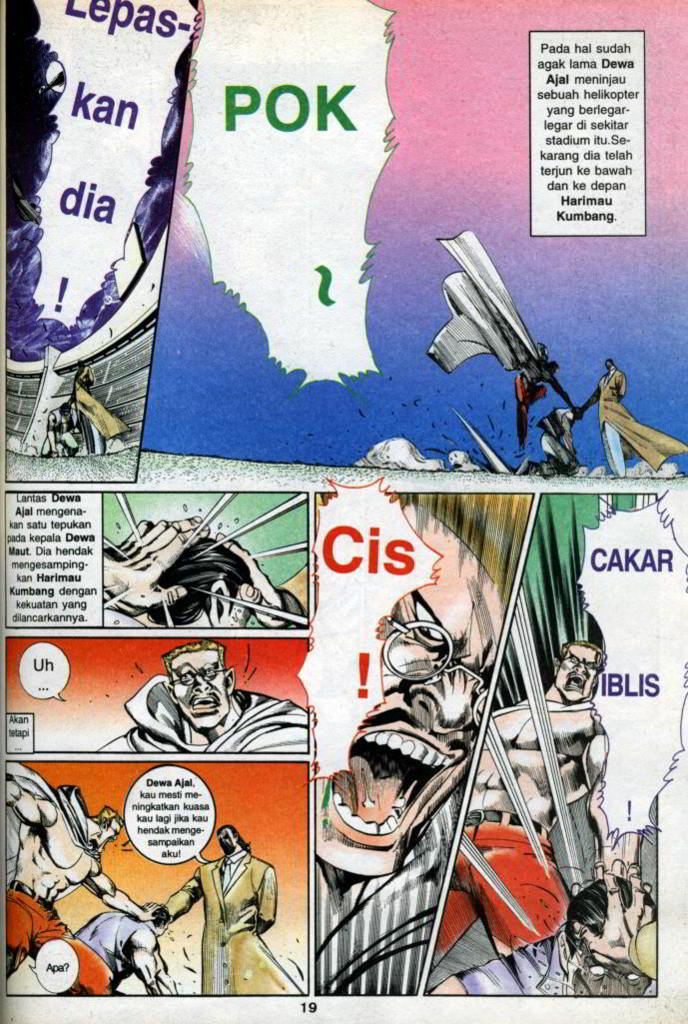 Lepas-
kan
dia
!
POK
~
Pada hal sudah
agak lama Dewa
Ajal meninjau
sebuah helikopter
yang berlegar-
legar di sekitar
stadium itu.Se-
karang dia telah
terjun ke bawah
dan ke depan
Harimau
Kumbang.
Lantas Dewa
Ajal mengena-
kan satu tepukan
pada kepala Dewa
Maut. Dia hendak
mengesamping-
kan Harimau
Kumbang dengan
kekuatan yang
dilancarkannya.
Uh
...
Akan
tetapi
...
Dewa Ajal,
kau mesti me-
ningkatkan kuasa
kau lagi jika kau
hendak menge-
sampaikan
aku!
Apa?
Cis
!
CAKAR
IBLIS
!
19